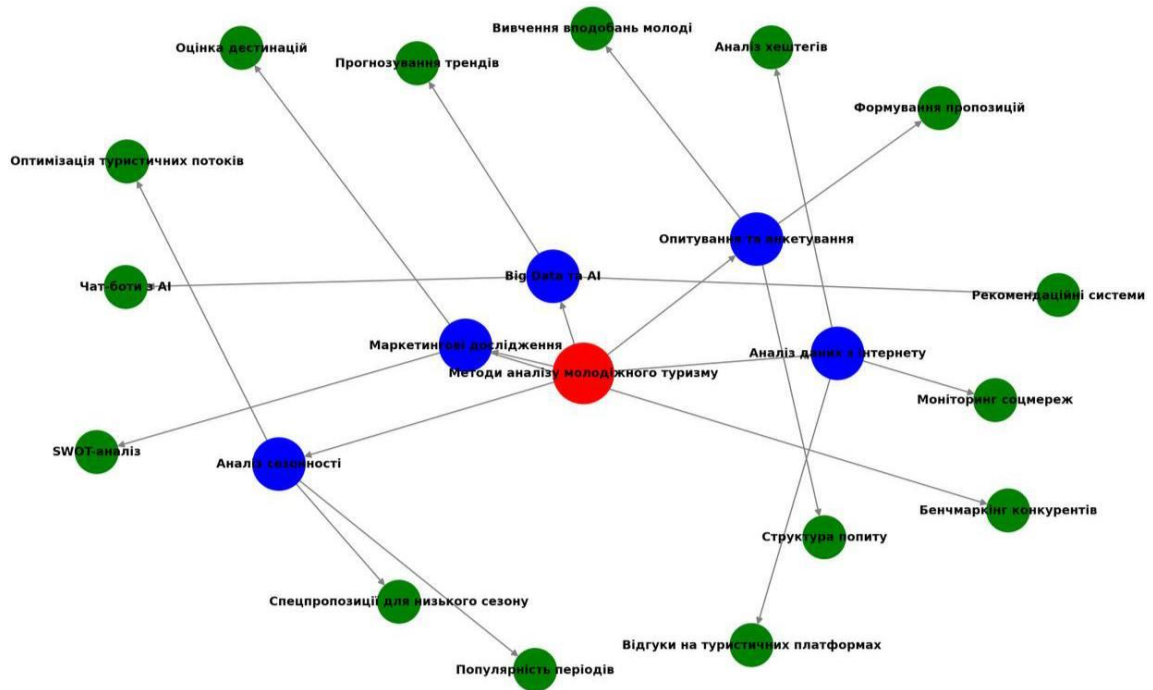 Вивчення вподобань молоді
Оцінка дестинацій
Аналіз хештегів
Прогнозування трендів
Формування пропозицій
Оптимізація туристичних потоків
Опитування та анкетування
Big Data та AI
Чат-боти з AI
Рекомендаційні системи
Маркетингові дослідження
Аналіз даних з Інтернету
Методи аналізу молодіжного туризму
Моніторинг соцмереж
SWOT-аналіз
Аналіз сезонності
Бенчмаркінг конкурентів
Структура попиту
Спецпропозиції для низького сезону
Відгуки на туристичних платформах
Популярність періодів